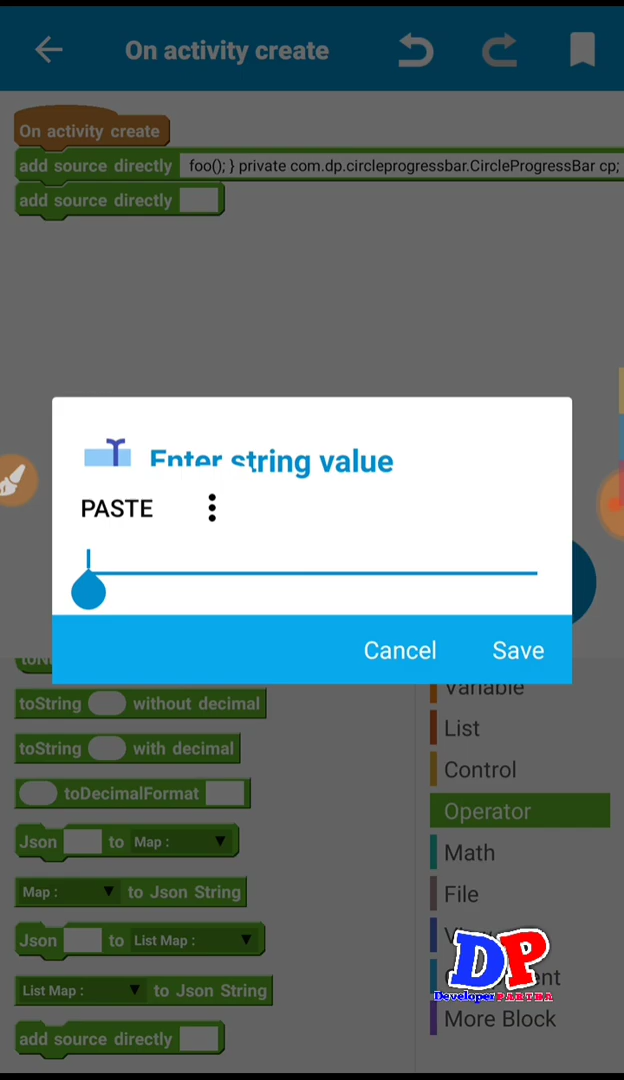 On activity create
On activity create
add source directly foo(); } private com.dp.circleprogressbar.CircleProgressBar cp;
add source directly
Enter string value
PASTE
Cancel Save
toString without decimal
toString with decimal
toDecimalFormat
Json to Map :
Map : to Json String
Json to List Map :
List Map : to Json String
add source directly
Variable
List
Control
Operator
Math
File
More Block
DP
Developer PARTHA